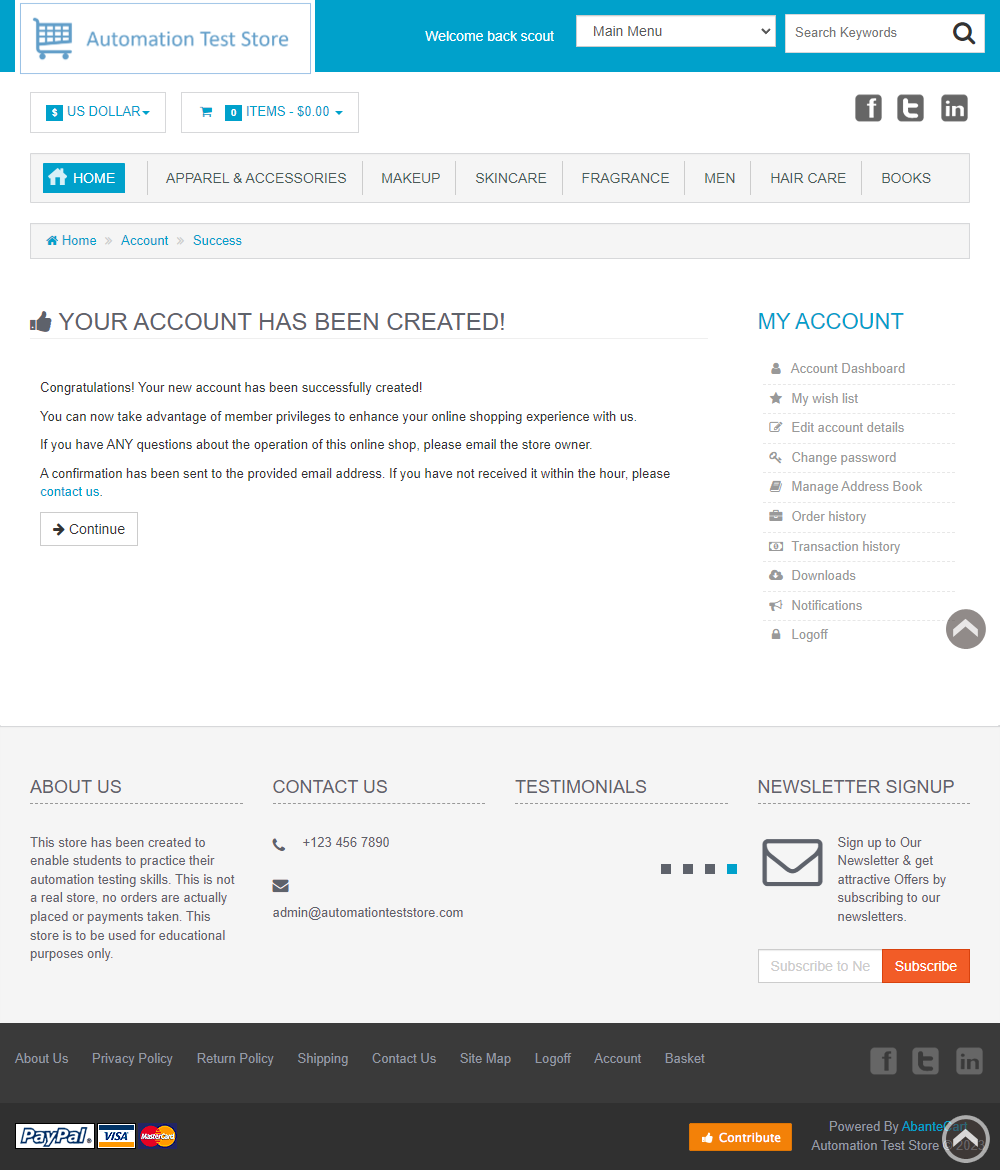 Automation Test Store
Welcome back scout
Main Menu
Search Keywords
$ US DOLLAR
0 ITEMS - $0.00
f t in
HOME
APPAREL & ACCESSORIES
MAKEUP
SKINCARE
FRAGRANCE
MEN
HAIR CARE
BOOKS
Home » Account » Success
YOUR ACCOUNT HAS BEEN CREATED!
Congratulations! Your new account has been successfully created!
You can now take advantage of member privileges to enhance your online shopping experience with us.
If you have ANY questions about the operation of this online shop, please email the store owner.
A confirmation has been sent to the provided email address. If you have not received it within the hour, please
contact us.
Continue
MY ACCOUNT
Account Dashboard
My wish list
Edit account details
Change password
Manage Address Book
Order history
Transaction history
Downloads
Notifications
Logoff
ABOUT US
This store has been created to
enable students to practice their
automation testing skills. This is not
a real store, no orders are actually
placed or payments taken. This
store is to be used for educational
purposes only.
CONTACT US
+123 456 7890
admin@automationteststore.com
TESTIMONIALS
NEWSLETTER SIGNUP
Sign up to Our
Newsletter & get
attractive Offers by
subscribing to our
newsletters.
Subscribe to Ne
Subscribe
About Us
Privacy Policy
Return Policy
Shipping
Contact Us
Site Map
Logoff
Account
Basket
f t in
PayPal
VISA
MasterCard
Contribute
Powered By AbanteCart
Automation Test Store © 2023